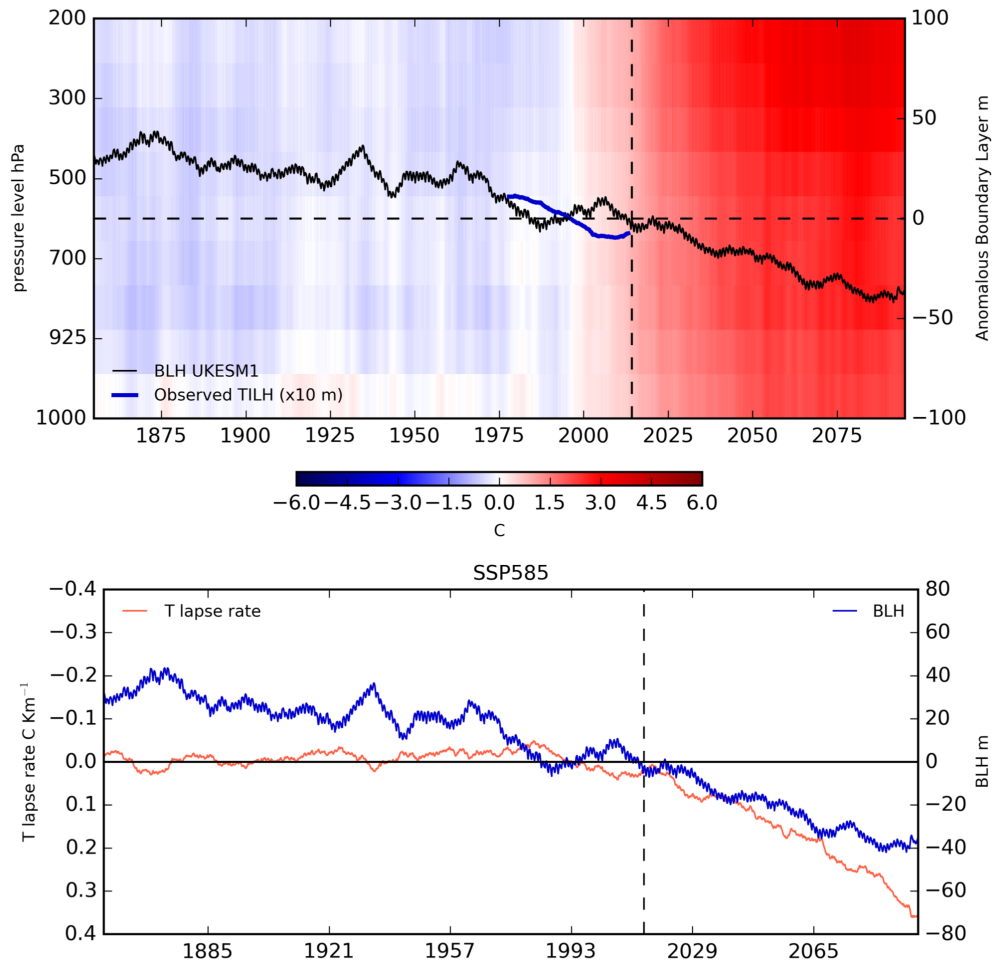 200
300
500
700
925
1000
pressure level hPa
100
50
0
−50
−100
Anomalous Boundary Layer m
BLH UKESM1
Observed TILH (x10 m)
1875 1900 1925 1950 1975 2000 2025 2050 2075
−6.0 −4.5 −3.0 −1.5 0.0 1.5 3.0 4.5 6.0
C
SSP585
−0.4
−0.3
−0.2
−0.1
0.0
0.1
0.2
0.3
0.4
T lapse rate C Km⁻¹
T lapse rate
BLH
80
60
40
20
0
−20
−40
−60
−80
BLH m
1885 1921 1957 1993 2029 2065